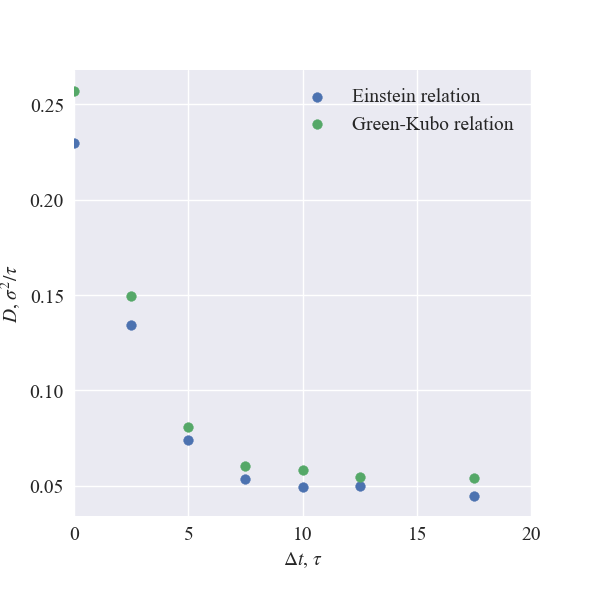 Einstein relation
Green-Kubo relation
0.25
0.20
0.15
0.10
0.05
D, σ²/τ
0 5 10 15 20
Δt, τ